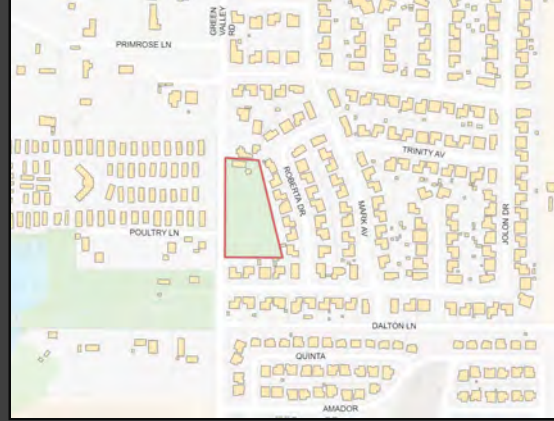 GREEN
VALLEY
RD
PRIMROSE LN
TRINITY AV
ROBERTA DR
MARK AV
JOLON DR
POULTRY LN
DALTON LN
QUINTA
AMADOR